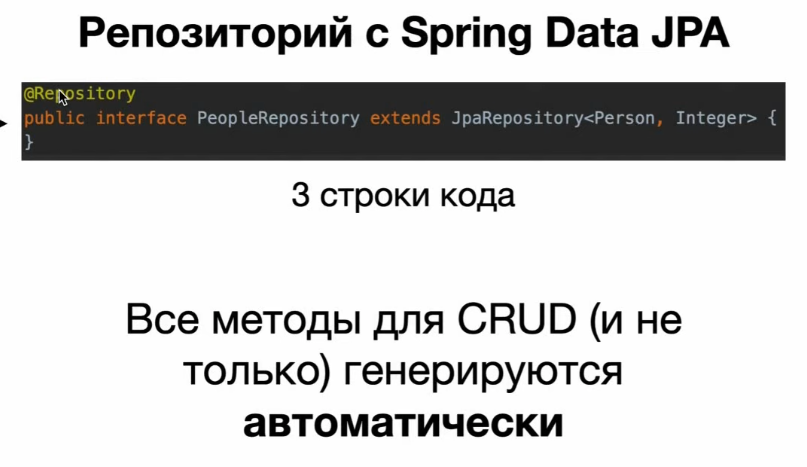 Репозиторий с Spring Data JPA
@Repository
public interface PeopleRepository extends JpaRepository<Person, Integer> {
}
3 строки кода
Все методы для CRUD (и не
только) генерируются
автоматически